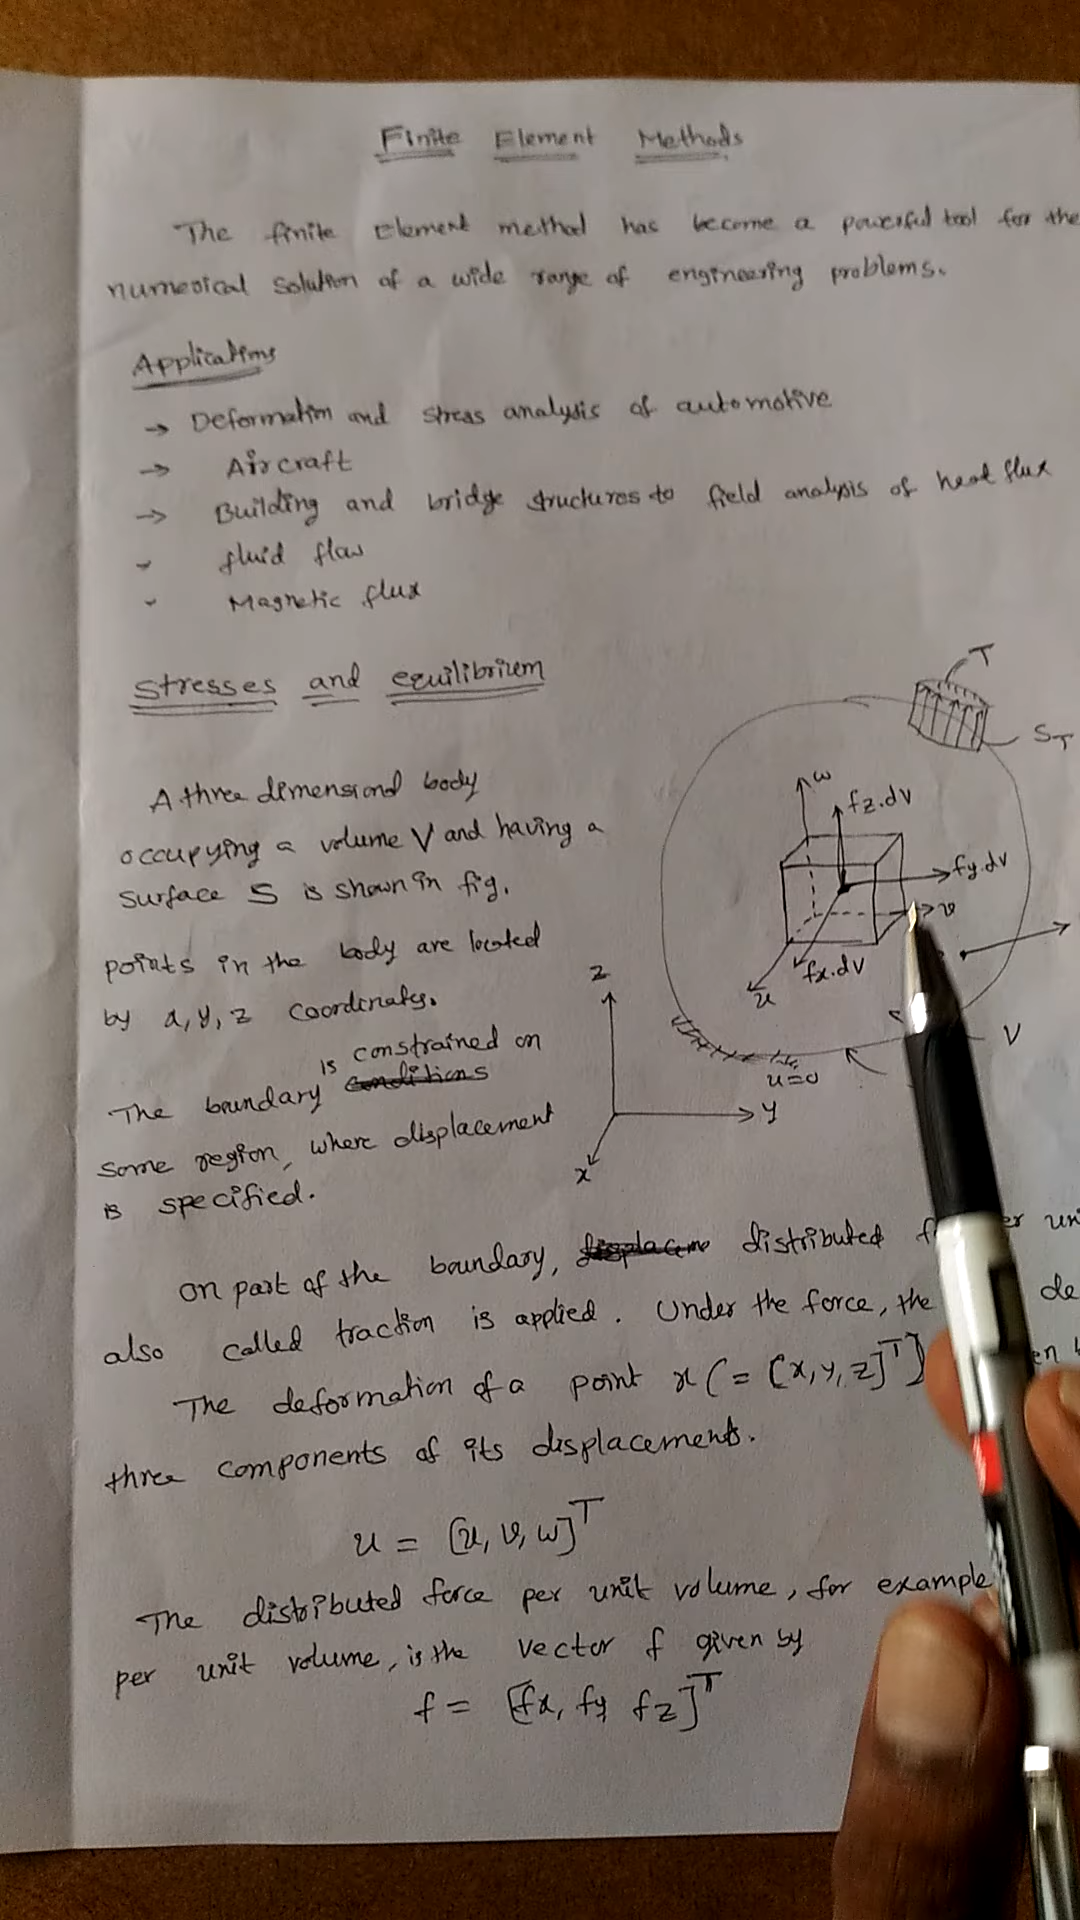 Finite Element Methods
The finite Element method has become a powerful tool for the
numerical solution of a wide range of engineering problems.
Applications
→ Deformation and stress analysis of automotive
→ Aircraft
→ Building and bridge structures to field analysis of heat flux
fluid flow
Magnetic flux
Stresses and equilibrium
T
ST
w
fz.dv
fy.dv
v
fx.dv
u
V
u=0
z
y
x
A three dimensional body
occupying a volume V and having a
surface S is shown in fig.
points in the body are located
by x, y, z coordinates.
is constrained on
The boundary conditions
some region, where displacement
is specified.
on part of the boundary, displacem distributed
also called traction is applied. Under the force, the
The deformation of a point x (= [x, y, z]^T)
three components of its displacements.
u = [u, v, w]^T
The distributed force per unit volume, for example
per unit volume, is the vector f given by
f = [fx, fy, fz]^T